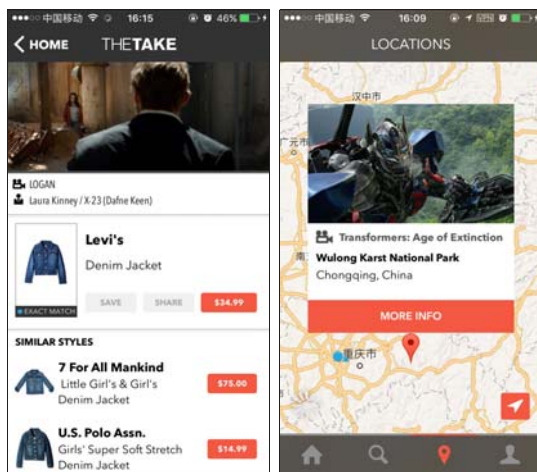 中国移动 16:15 46%
HOME THETAKE
LOGAN
Laura Kinney / X-23 (Dafne Keen)
Levi's
Denim Jacket
SAVE SHARE $34.99
EXACT MATCH
SIMILAR STYLES
7 For All Mankind
Little Girl's & Girl's
Denim Jacket
$75.00
U.S. Polo Assn.
Girls' Super Soft Stretch
Denim Jacket
$14.99
中国移动 16:09
LOCATIONS
汉中市
广元市
Transformers: Age of Extinction
Wulong Karst National Park
Chongqing, China
MORE INFO
重庆市